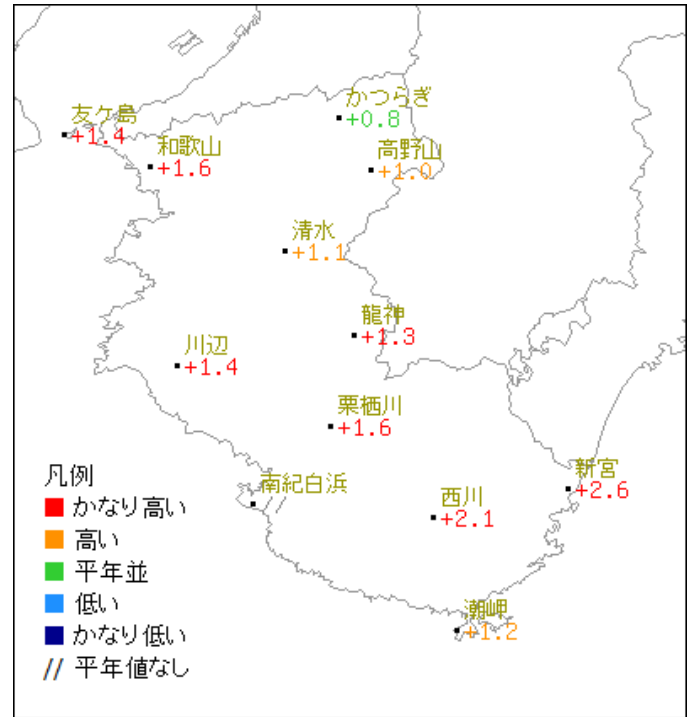 かつらぎ
+0.8
友ケ島
+1.4
和歌山
+1.6
高野山
+1.0
清水
+1.1
龍神
+1.3
川辺
+1.4
栗栖川
+1.6
新宮
+2.6
南紀白浜 //
西川
+2.1
潮岬
+1.2
凡例
かなり高い
高い
平年並
低い
かなり低い
// 平年値なし